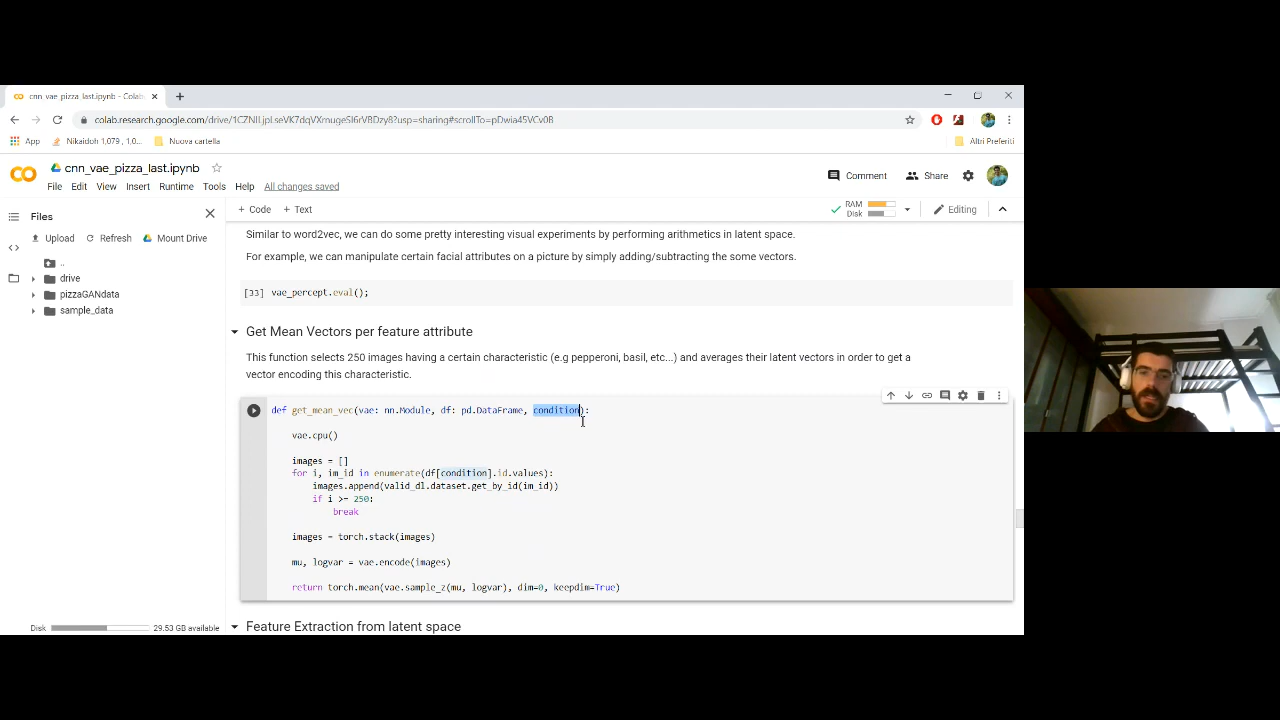 cnn_vae_pizza_last.ipynb - Colab
colab.research.google.com/drive/
App
Nikaidoh 1,079 , 1,0...
Nuova cartella
Altri Preferiti
cnn_vae_pizza_last.ipynb
Comment
Share
File Edit View Insert Runtime Tools Help All changes saved
Files
+ Code + Text
RAM
Disk
Editing
Upload Refresh Mount Drive
..
drive
pizzaGANdata
sample_data
Similar to word2vec, we can do some pretty interesting visual experiments by performing arithmetics in latent space.
For example, we can manipulate certain facial attributes on a picture by simply adding/subtracting the some vectors.
[33] vae_percept.eval();
Get Mean Vectors per feature attribute
This function selects 250 images having a certain characteristic (e.g pepperoni, basil, etc...) and averages their latent vectors in order to get a
vector encoding this characteristic.
def get_mean_vec(vae: nn.Module, df: pd.DataFrame, condition):
vae.cpu()
images = []
for i, im_id in enumerate(df[condition].id.values):
images.append(valid_dl.dataset.get_by_id(im_id))
if i >= 250:
break
images = torch.stack(images)
mu, logvar = vae.encode(images)
return torch.mean(vae.sample_z(mu, logvar), dim=0, keepdim=True)
Disk 29.53 GB available
Feature Extraction from latent space